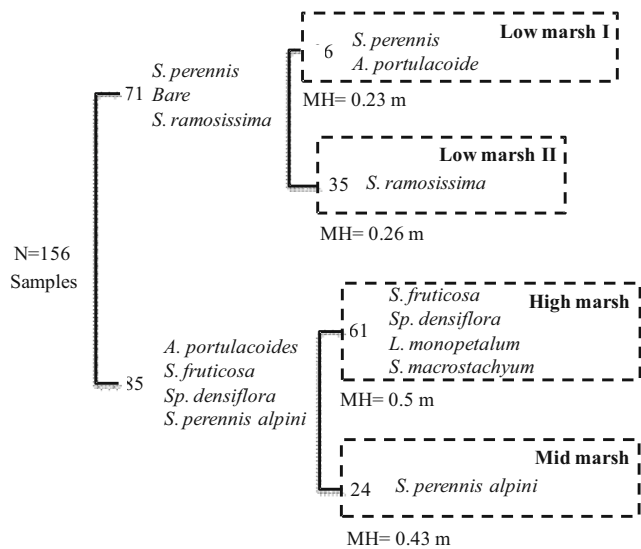 Low marsh I
6
S. perennis
A. portulacoide
MH= 0.23 m
71
S. perennis
Bare
S. ramosissima
Low marsh II
35 S. ramosissima
MH= 0.26 m
N=156
Samples
High marsh
61
S. fruticosa
Sp. densiflora
L. monopetalum
S. macrostachyum
MH= 0.5 m
85
A. portulacoides
S. fruticosa
Sp. densiflora
S. perennis alpini
Mid marsh
24 S. perennis alpini
MH= 0.43 m